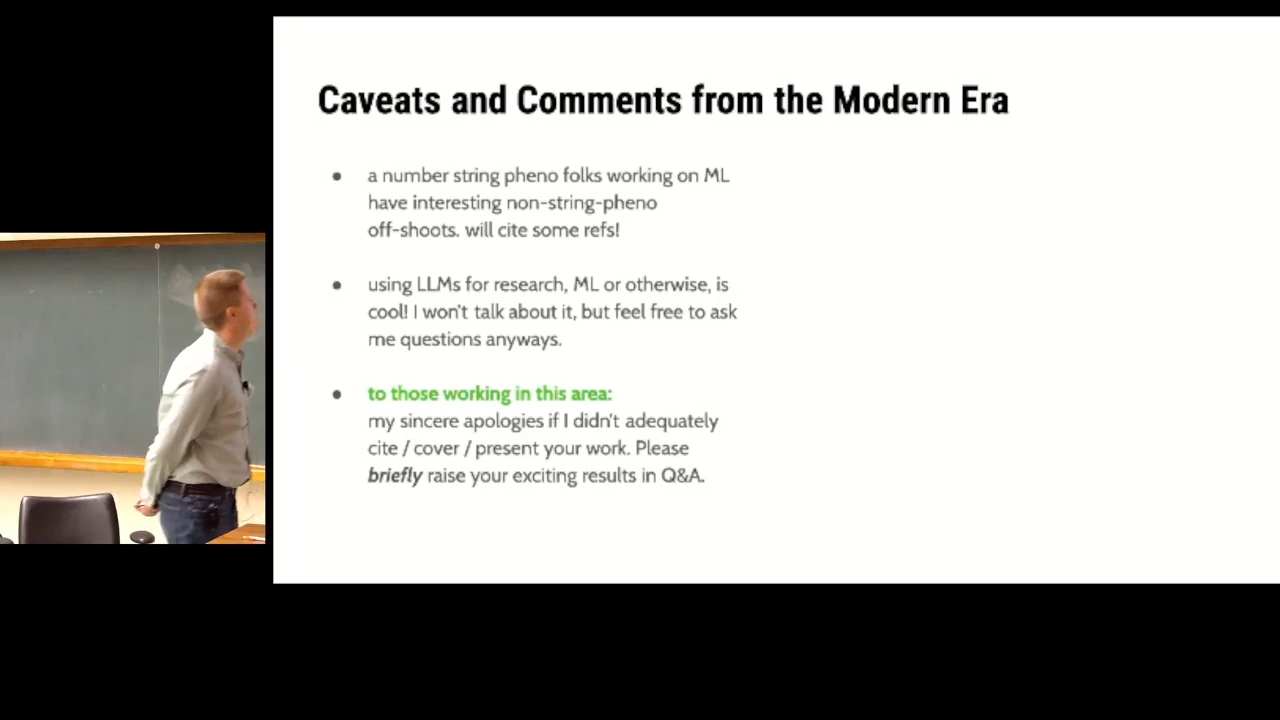 Caveats and Comments from the Modern Era
● a number string pheno folks working on ML
have interesting non-string-pheno
off-shoots. will cite some refs!
● using LLMs for research, ML or otherwise, is
cool! I won't talk about it, but feel free to ask
me questions anyways.
● to those working in this area:
my sincere apologies if I didn't adequately
cite / cover / present your work. Please
briefly raise your exciting results in Q&A.